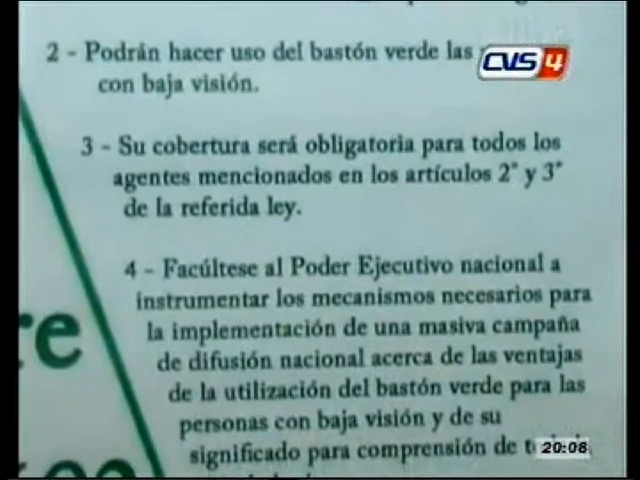 2 - Podrán hacer uso del bastón verde las
con baja visión.
CVS 4
3 - Su cobertura será obligatoria para todos los
agentes mencionados en los artículos 2° y 3°
de la referida ley.
4 - Facúltese al Poder Ejecutivo nacional a
instrumentar los mecanismos necesarios para
la implementación de una masiva campaña
de difusión nacional acerca de las ventajas
de la utilización del bastón verde para las
personas con baja visión y de su
significado para comprensión de
re
20:08